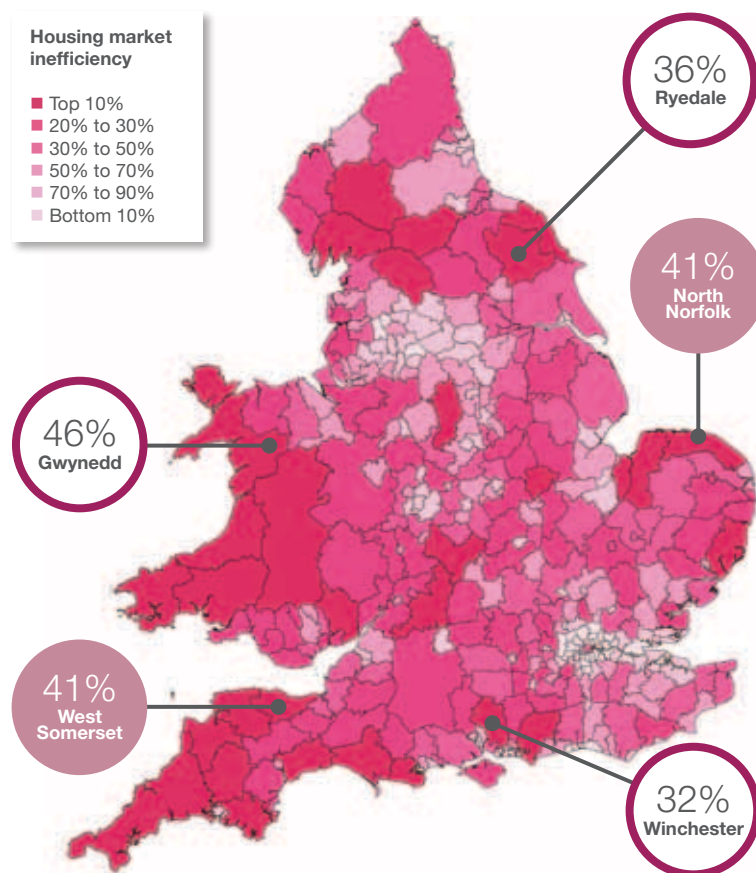 Housing market
inefficiency
Top 10%
20% to 30%
30% to 50%
50% to 70%
70% to 90%
Bottom 10%
36%
Ryedale
41%
North
Norfolk
46%
Gwynedd
41%
West
Somerset
32%
Winchester